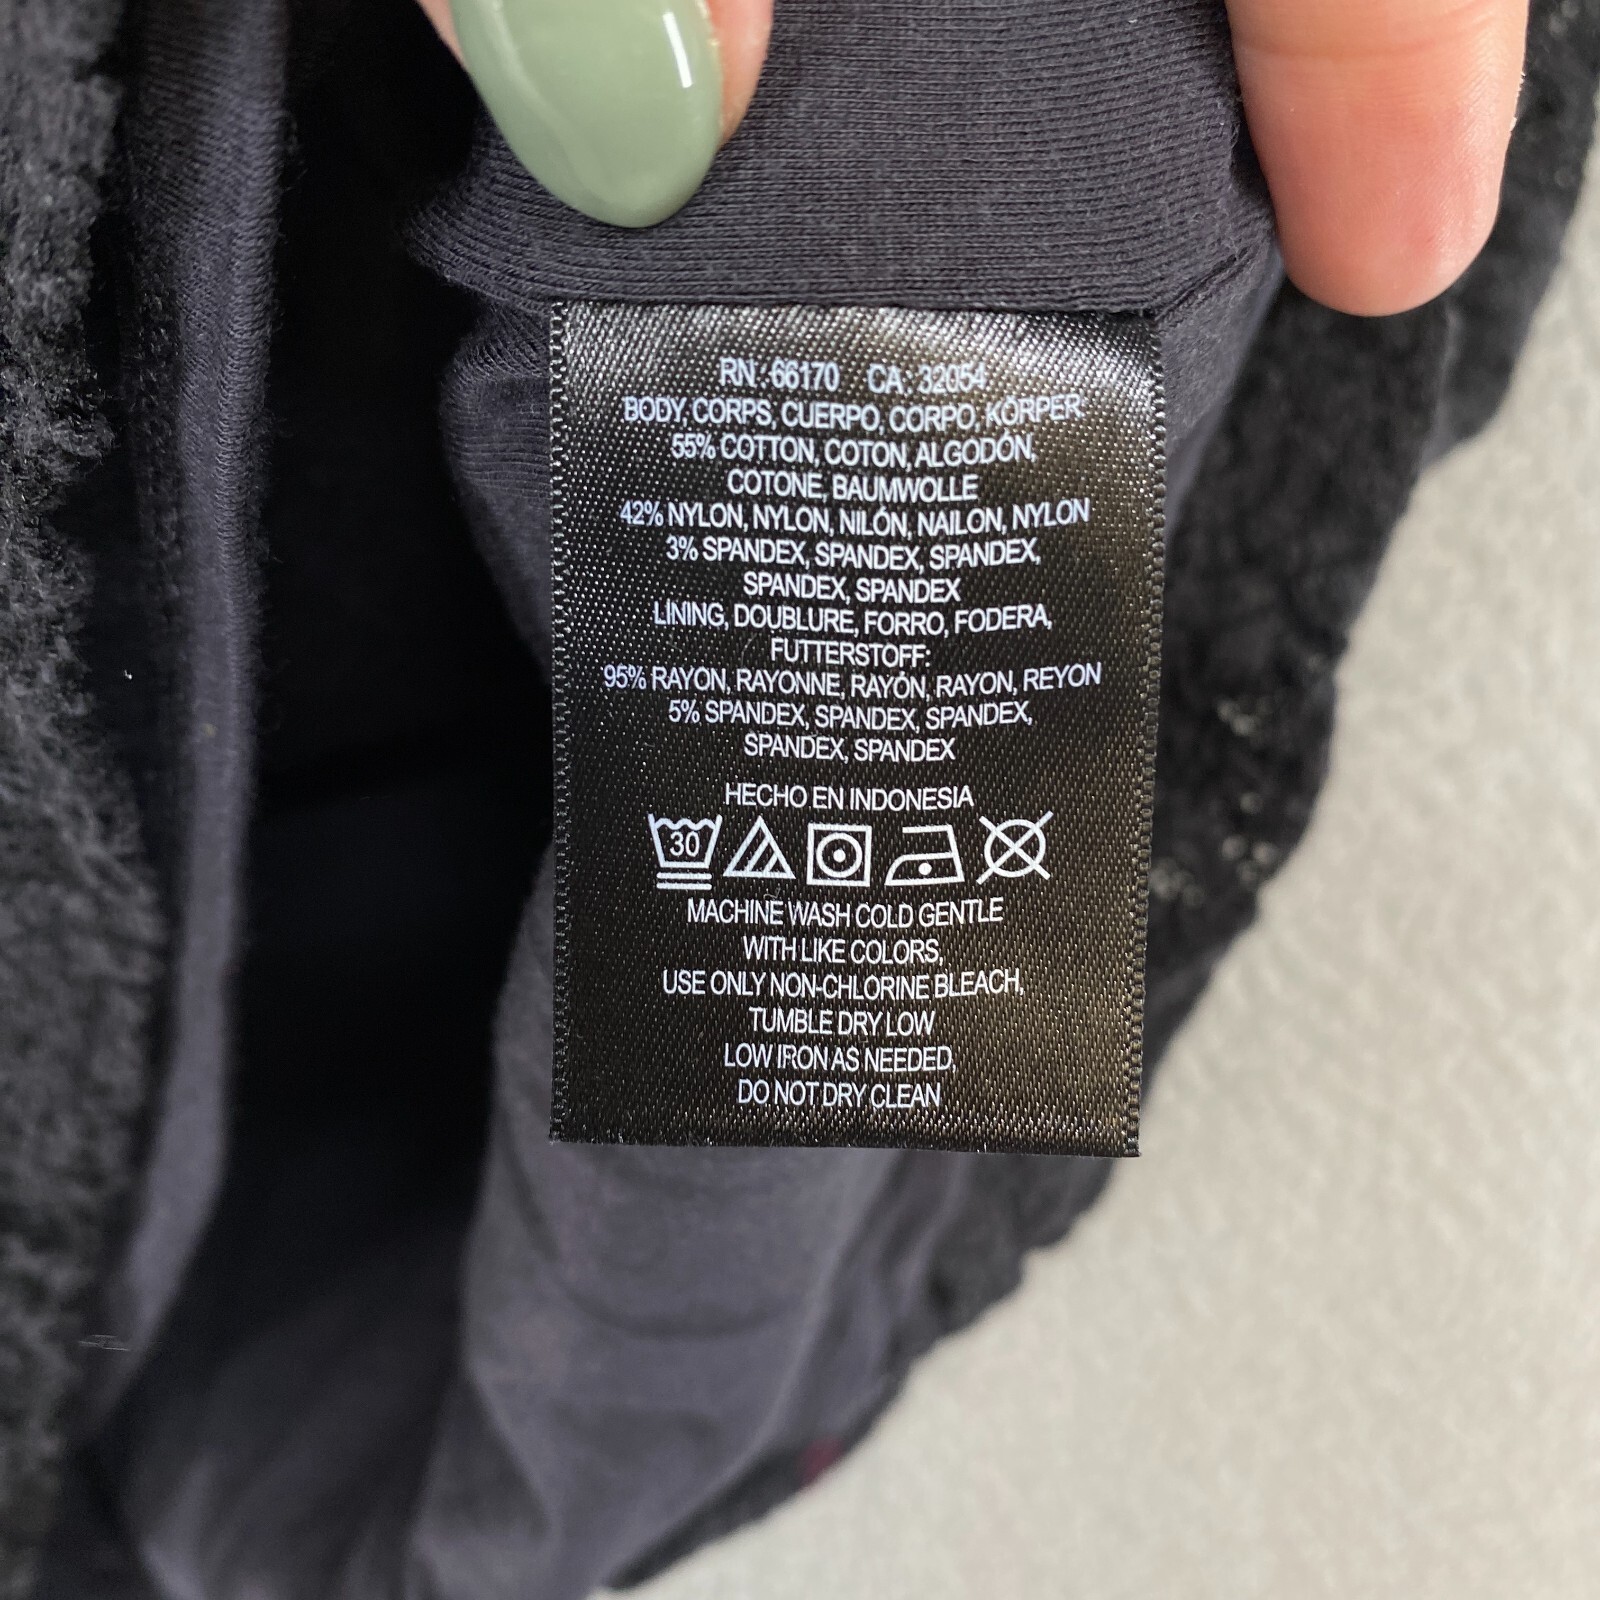 RN: 66170 CA: 32054
BODY, CORPS, CUERPO, CORPO, KÖRPER
55% COTTON, COTON, ALGODÓN,
COTONE, BAUMWOLLE
42% NYLON, NYLON, NILÓN, NAILON, NYLON
3% SPANDEX, SPANDEX, SPANDEX,
SPANDEX, SPANDEX
LINING, DOUBLURE, FORRO, FODERA,
FUTTERSTOFF:
95% RAYON, RAYONNE, RAYÓN, RAYON, REYON
5% SPANDEX, SPANDEX, SPANDEX,
SPANDEX, SPANDEX
HECHO EN INDONESIA
30
MACHINE WASH COLD GENTLE
WITH LIKE COLORS,
USE ONLY NON-CHLORINE BLEACH,
TUMBLE DRY LOW
LOW IRON AS NEEDED,
DO NOT DRY CLEAN